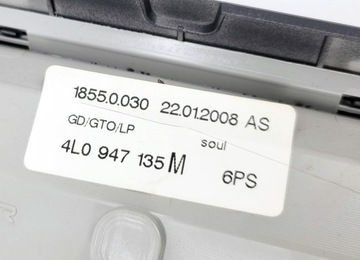 1855.0.030 22.01.2008 AS
GD/GTO/LP
soul
4L0 947 135 M
6PS